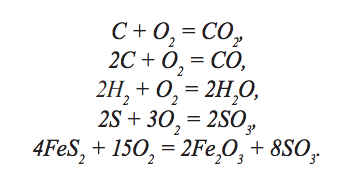 C + O₂ = CO₂,
2C + O₂ = CO,
2H₂ + O₂ = 2H₂O,
2S + 3O₂ = 2SO₃,
4FeS₂ + 15O₂ = 2Fe₂O₃ + 8SO₃.